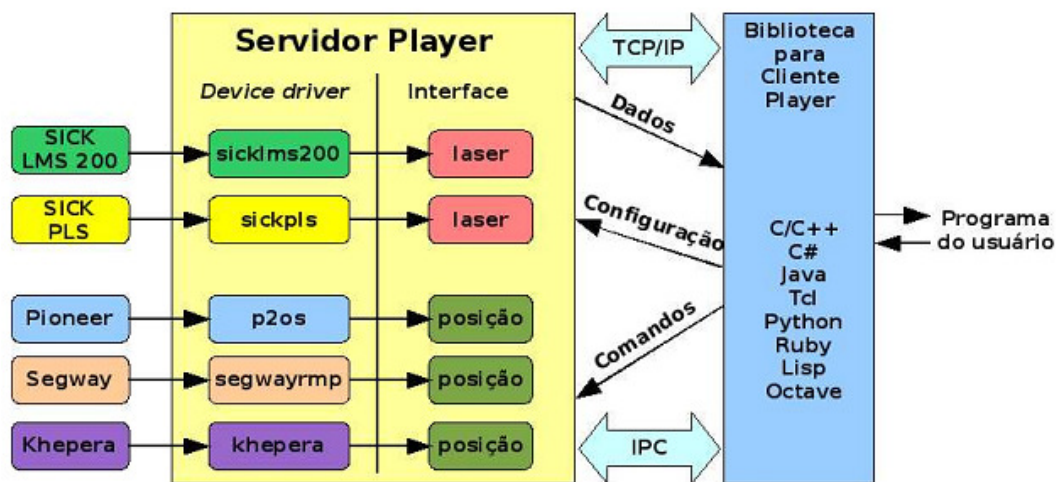 Servidor Player
Device driver
Interface
SICK
LMS 200
sicklms200
laser
SICK
PLS
sickpls
laser
Pioneer
p2os
posição
Segway
segwayrmp
posição
Khepera
khepera
posição
TCP/IP
Dados
Configuração
Comandos
IPC
Biblioteca
para
Cliente
Player
C/C++
C#
Java
Tcl
Python
Ruby
Lisp
Octave
Programa
do usuário